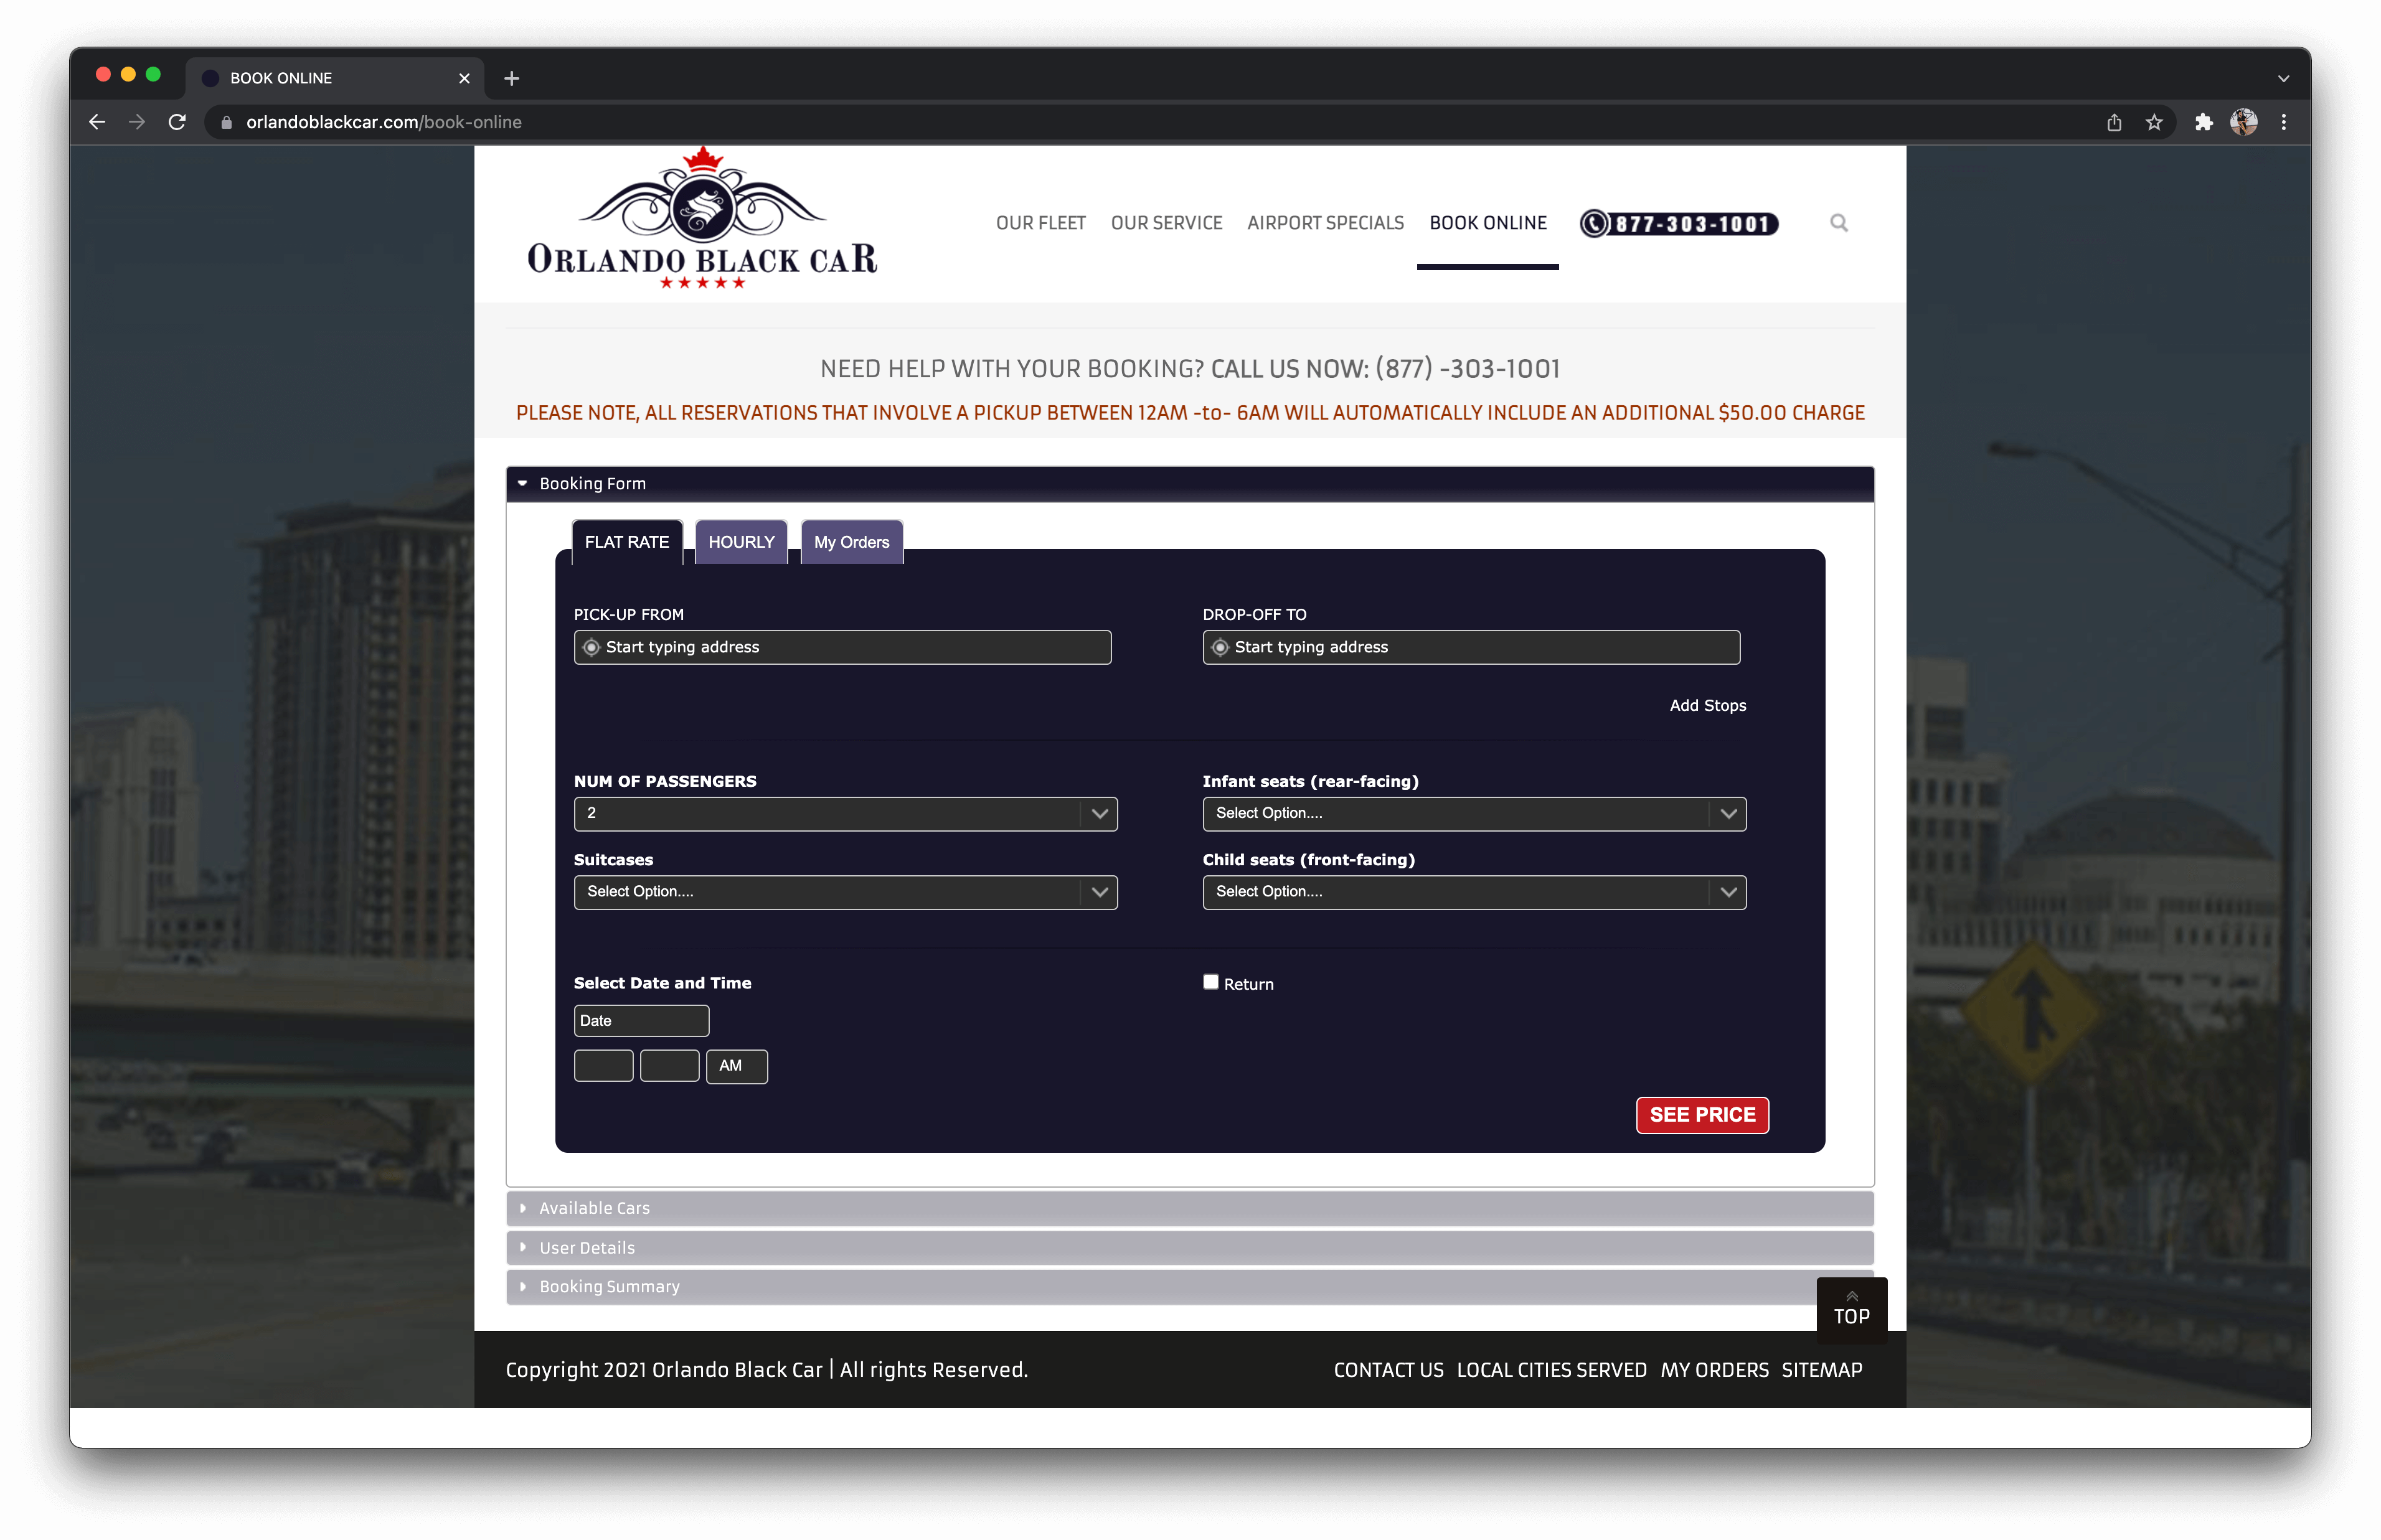 BOOK ONLINE
orlandoblackcar.com/book-online
ORLANDO BLACK CAR
OUR FLEET OUR SERVICE AIRPORT SPECIALS BOOK ONLINE 877-303-1001
NEED HELP WITH YOUR BOOKING? CALL US NOW: (877) -303-1001
PLEASE NOTE, ALL RESERVATIONS THAT INVOLVE A PICKUP BETWEEN 12AM -to- 6AM WILL AUTOMATICALLY INCLUDE AN ADDITIONAL $50.00 CHARGE
Booking Form
FLAT RATE HOURLY My Orders
PICK-UP FROM DROP-OFF TO
Start typing address Start typing address
Add Stops
NUM OF PASSENGERS Infant seats (rear-facing)
2 Select Option....
Suitcases Child seats (front-facing)
Select Option.... Select Option....
Select Date and Time Return
Date
AM
SEE PRICE
Available Cars
User Details
Booking Summary
TOP
Copyright 2021 Orlando Black Car | All rights Reserved. CONTACT US LOCAL CITIES SERVED MY ORDERS SITEMAP